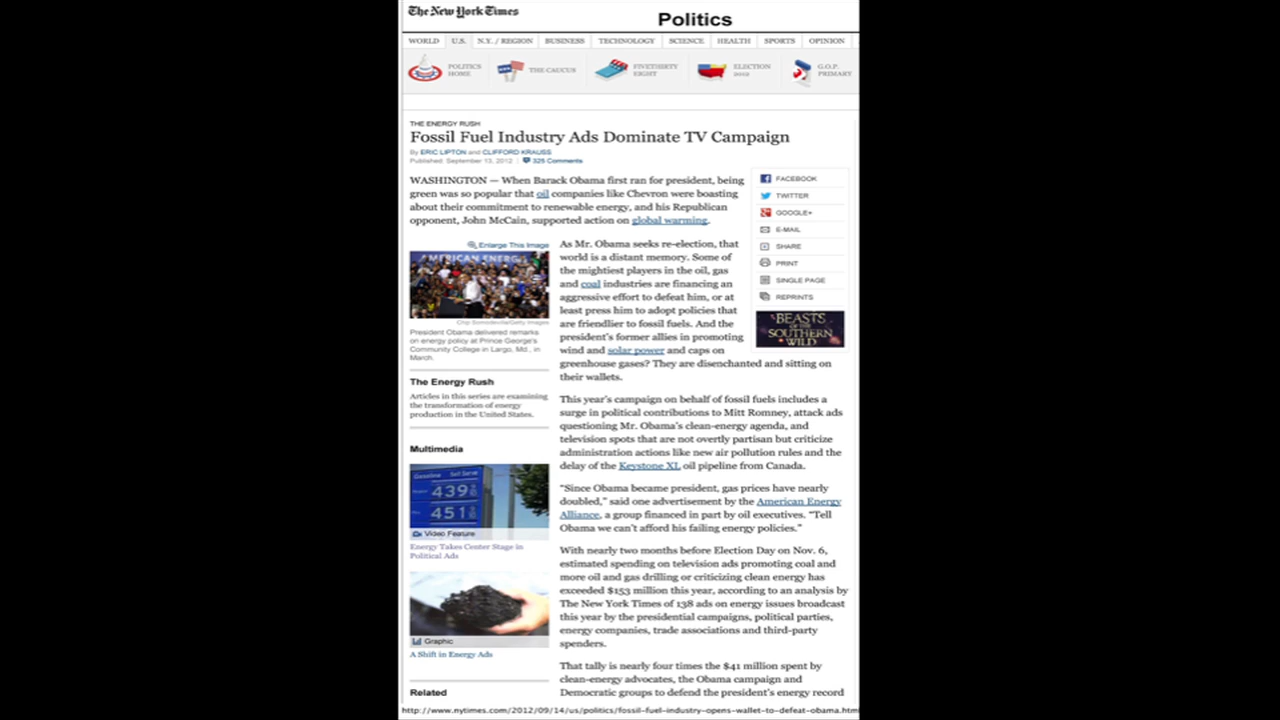 The New York Times
Politics
WORLD U.S. N.Y. / REGION BUSINESS TECHNOLOGY SCIENCE HEALTH SPORTS OPINION
POLITICS HOME
THE CAUCUS
FIVETHIRTY EIGHT
ELECTION 2012
G.O.P. PRIMARY
THE ENERGY RUSH
Fossil Fuel Industry Ads Dominate TV Campaign
By ERIC LIPTON and CLIFFORD KRAUSS
Published: September 13, 2012 | 325 Comments
WASHINGTON — When Barack Obama first ran for president, being
green was so popular that oil companies like Chevron were boasting
about their commitment to renewable energy, and his Republican
opponent, John McCain, supported action on global warming.
FACEBOOK
TWITTER
GOOGLE+
E-MAIL
SHARE
PRINT
SINGLE PAGE
REPRINTS
BEASTS
OF THE
SOUTHERN
WILD
Enlarge This Image
AMERICAN ENERG
Chip Somodevilla/Getty Images
President Obama delivered remarks
on energy policy at Prince George's
Community College in Largo, Md., in
March.
The Energy Rush
Articles in this series are examining
the transformation of energy
production in the United States.
Multimedia
Gasoline Self Serve
439
451
Video Feature
Energy Takes Center Stage in
Political Ads
Graphic
A Shift in Energy Ads
Related
As Mr. Obama seeks re-election, that
world is a distant memory. Some of
the mightiest players in the oil, gas
and coal industries are financing an
aggressive effort to defeat him, or at
least press him to adopt policies that
are friendlier to fossil fuels. And the
president's former allies in promoting
wind and solar power and caps on
greenhouse gases? They are disenchanted and sitting on
their wallets.
This year's campaign on behalf of fossil fuels includes a
surge in political contributions to Mitt Romney, attack ads
questioning Mr. Obama's clean-energy agenda, and
television spots that are not overtly partisan but criticize
administration actions like new air pollution rules and the
delay of the Keystone XL oil pipeline from Canada.
“Since Obama became president, gas prices have nearly
doubled,” said one advertisement by the American Energy
Alliance, a group financed in part by oil executives. “Tell
Obama we can't afford his failing energy policies.”
With nearly two months before Election Day on Nov. 6,
estimated spending on television ads promoting coal and
more oil and gas drilling or criticizing clean energy has
exceeded $153 million this year, according to an analysis by
The New York Times of 138 ads on energy issues broadcast
this year by the presidential campaigns, political parties,
energy companies, trade associations and third-party
spenders.
That tally is nearly four times the $41 million spent by
clean-energy advocates, the Obama campaign and
Democratic groups to defend the president's energy record
http://www.nytimes.com/2012/09/14/us/politics/fossil-fuel-industry-opens-wallet-to-defeat-obama.htm